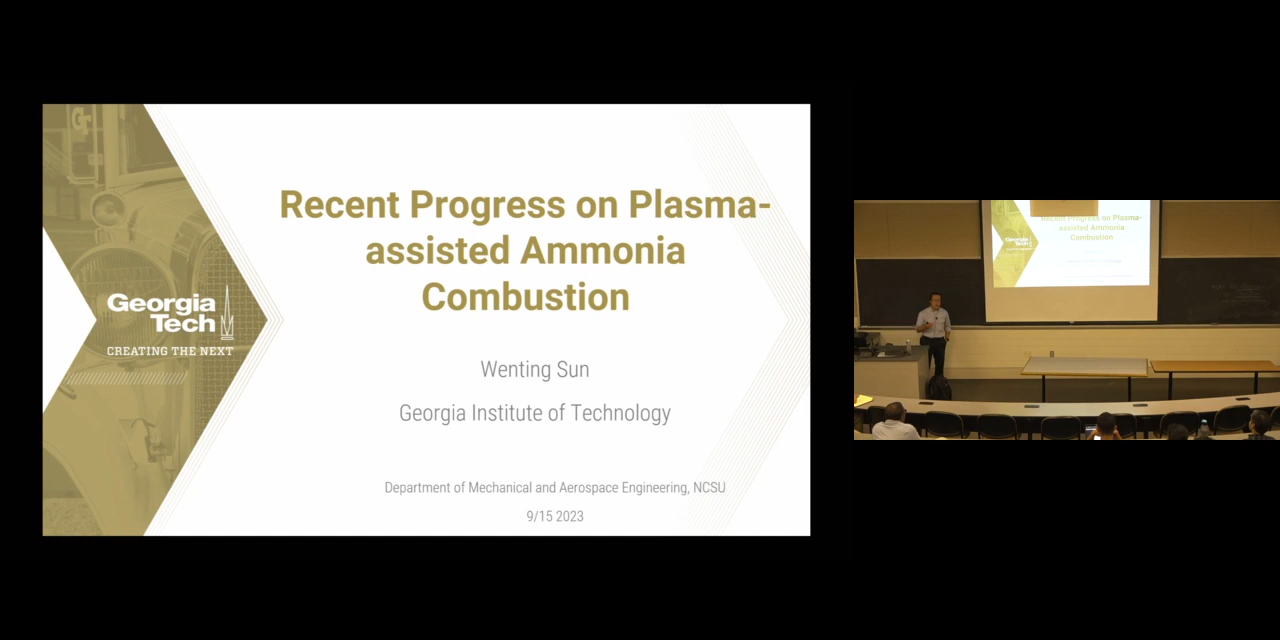 Recent Progress on Plasma-
assisted Ammonia
Combustion
Georgia
Tech
CREATING THE NEXT
Wenting Sun
Georgia Institute of Technology
Department of Mechanical and Aerospace Engineering, NCSU
9/15 2023
Recent Progress on Plasma-
assisted Ammonia
Combustion
Georgia
Tech